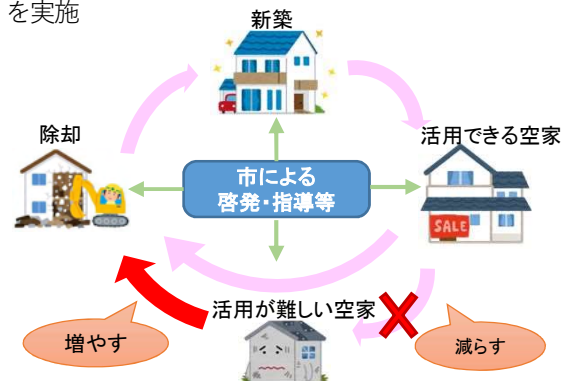 を実施
新築
除却
活用できる空家
市による
啓発・指導等
SALE
活用が難しい空家
増やす
減らす